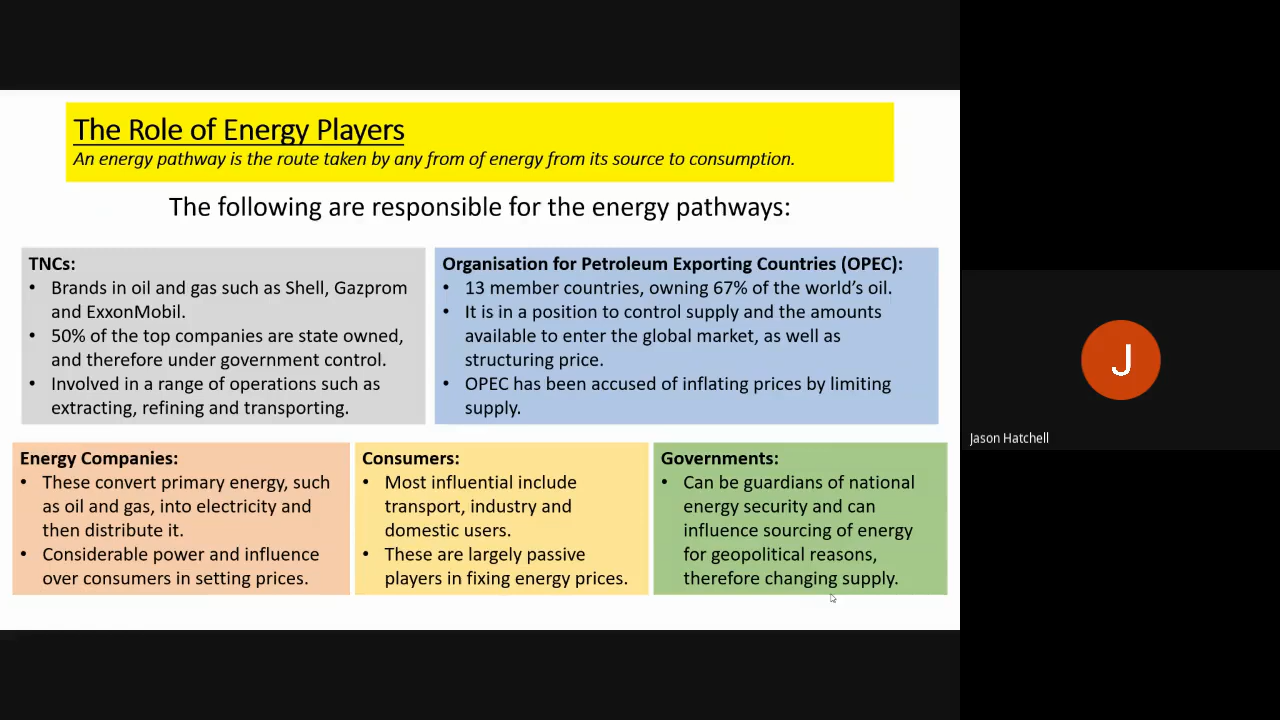 The Role of Energy Players
An energy pathway is the route taken by any from of energy from its source to consumption.
The following are responsible for the energy pathways:
TNCs:
• Brands in oil and gas such as Shell, Gazprom
and ExxonMobil.
• 50% of the top companies are state owned,
and therefore under government control.
• Involved in a range of operations such as
extracting, refining and transporting.
Organisation for Petroleum Exporting Countries (OPEC):
• 13 member countries, owning 67% of the world's oil.
• It is in a position to control supply and the amounts
available to enter the global market, as well as
structuring price.
• OPEC has been accused of inflating prices by limiting
supply.
Energy Companies:
• These convert primary energy, such
as oil and gas, into electricity and
then distribute it.
• Considerable power and influence
over consumers in setting prices.
Consumers:
• Most influential include
transport, industry and
domestic users.
• These are largely passive
players in fixing energy prices.
Governments:
• Can be guardians of national
energy security and can
influence sourcing of energy
for geopolitical reasons,
therefore changing supply.
J
Jason Hatchell